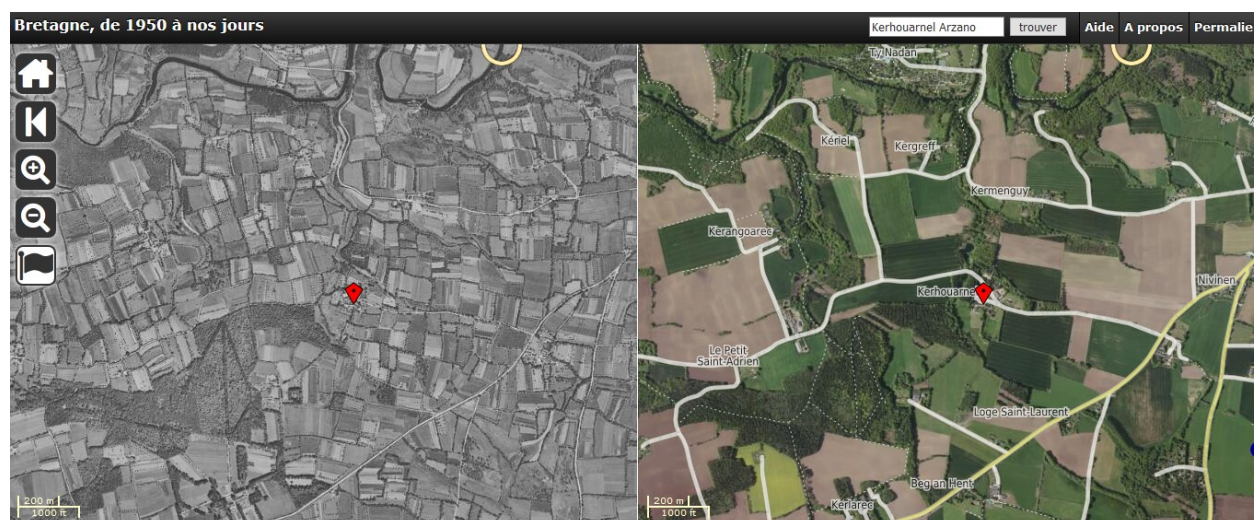 Bretagne, de 1950 à nos jours
Kerhouarnel Arzano
trouver
Aide
A propos
Permalie
Ty Nadan
Kériel
Kergreff
Kermenguy
Kerangoarec
Nivinen
Kerhouarne
Le Petit
Saint-Adrien
Loge Saint-Laurent
Beg an Hent
Kerlarec
200 m
1000 ft
200 m
1000 ft